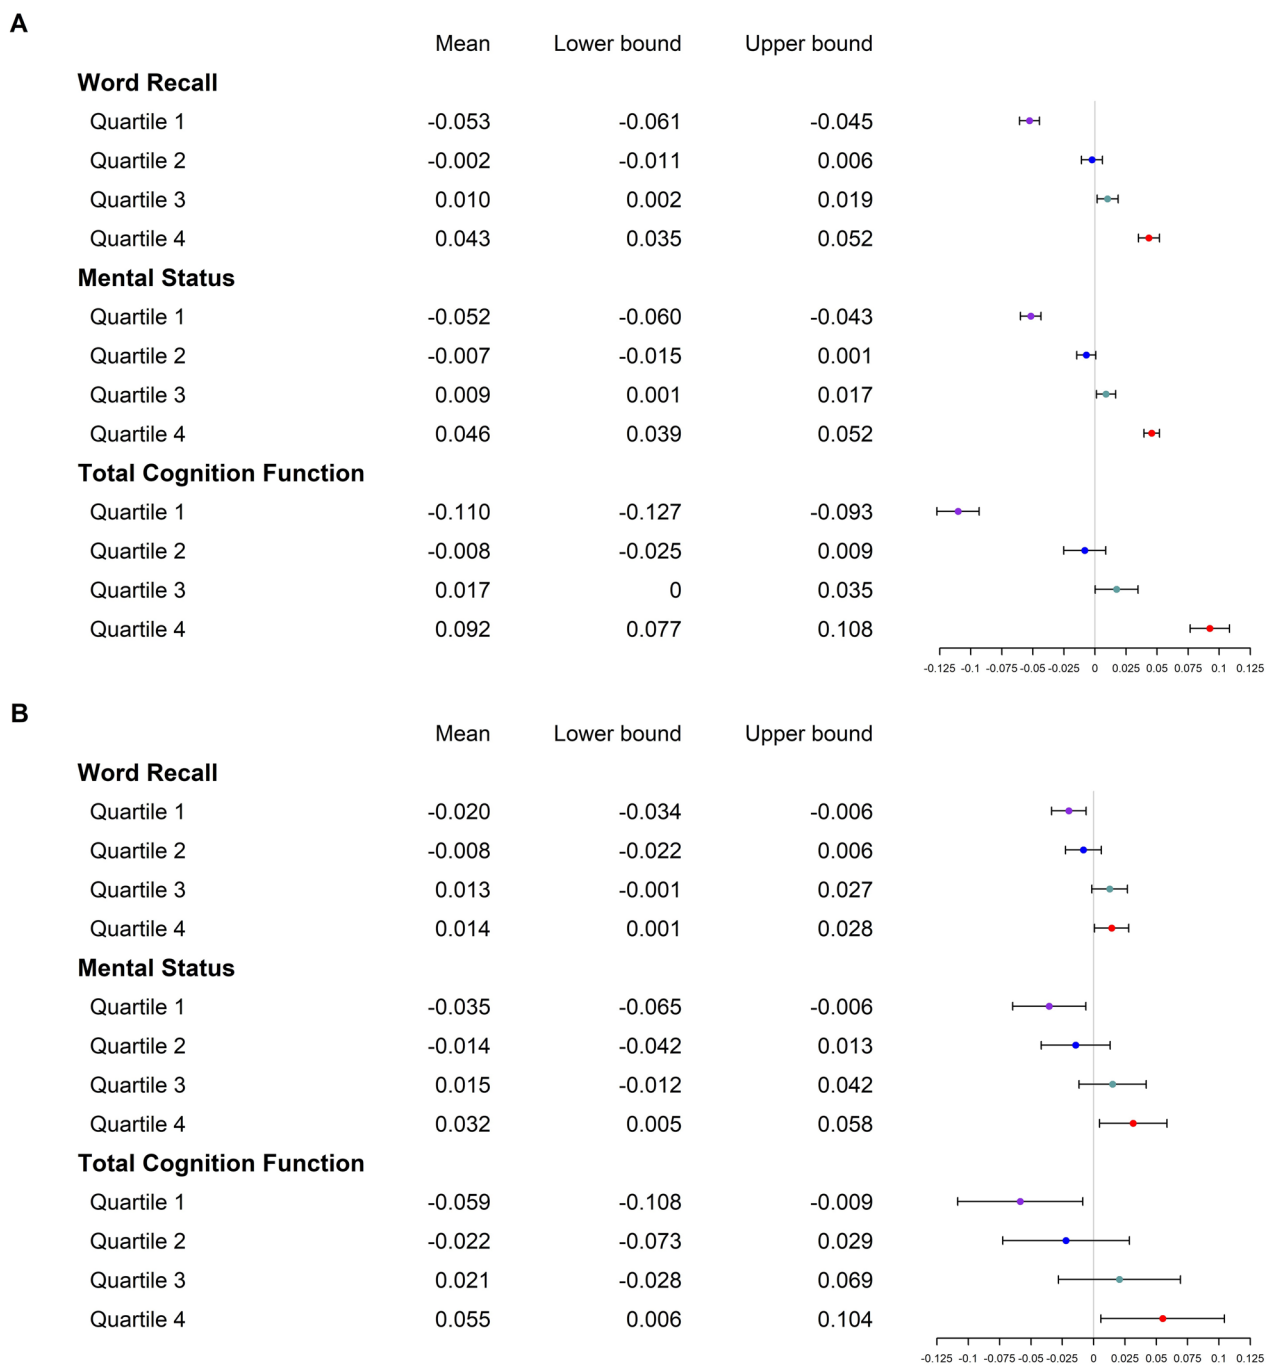 A
Mean Lower bound Upper bound
Word Recall
Quartile 1 -0.053 -0.061 -0.045
Quartile 2 -0.002 -0.011 0.006
Quartile 3 0.010 0.002 0.019
Quartile 4 0.043 0.035 0.052
Mental Status
Quartile 1 -0.052 -0.060 -0.043
Quartile 2 -0.007 -0.015 0.001
Quartile 3 0.009 0.001 0.017
Quartile 4 0.046 0.039 0.052
Total Cognition Function
Quartile 1 -0.110 -0.127 -0.093
Quartile 2 -0.008 -0.025 0.009
Quartile 3 0.017 0 0.035
Quartile 4 0.092 0.077 0.108
-0.125 -0.1 -0.075 -0.05 -0.025 0 0.025 0.05 0.075 0.1 0.125
B
Mean Lower bound Upper bound
Word Recall
Quartile 1 -0.020 -0.034 -0.006
Quartile 2 -0.008 -0.022 0.006
Quartile 3 0.013 -0.001 0.027
Quartile 4 0.014 0.001 0.028
Mental Status
Quartile 1 -0.035 -0.065 -0.006
Quartile 2 -0.014 -0.042 0.013
Quartile 3 0.015 -0.012 0.042
Quartile 4 0.032 0.005 0.058
Total Cognition Function
Quartile 1 -0.059 -0.108 -0.009
Quartile 2 -0.022 -0.073 0.029
Quartile 3 0.021 -0.028 0.069
Quartile 4 0.055 0.006 0.104
-0.125 -0.1 -0.075 -0.05 -0.025 0 0.025 0.05 0.075 0.1 0.125